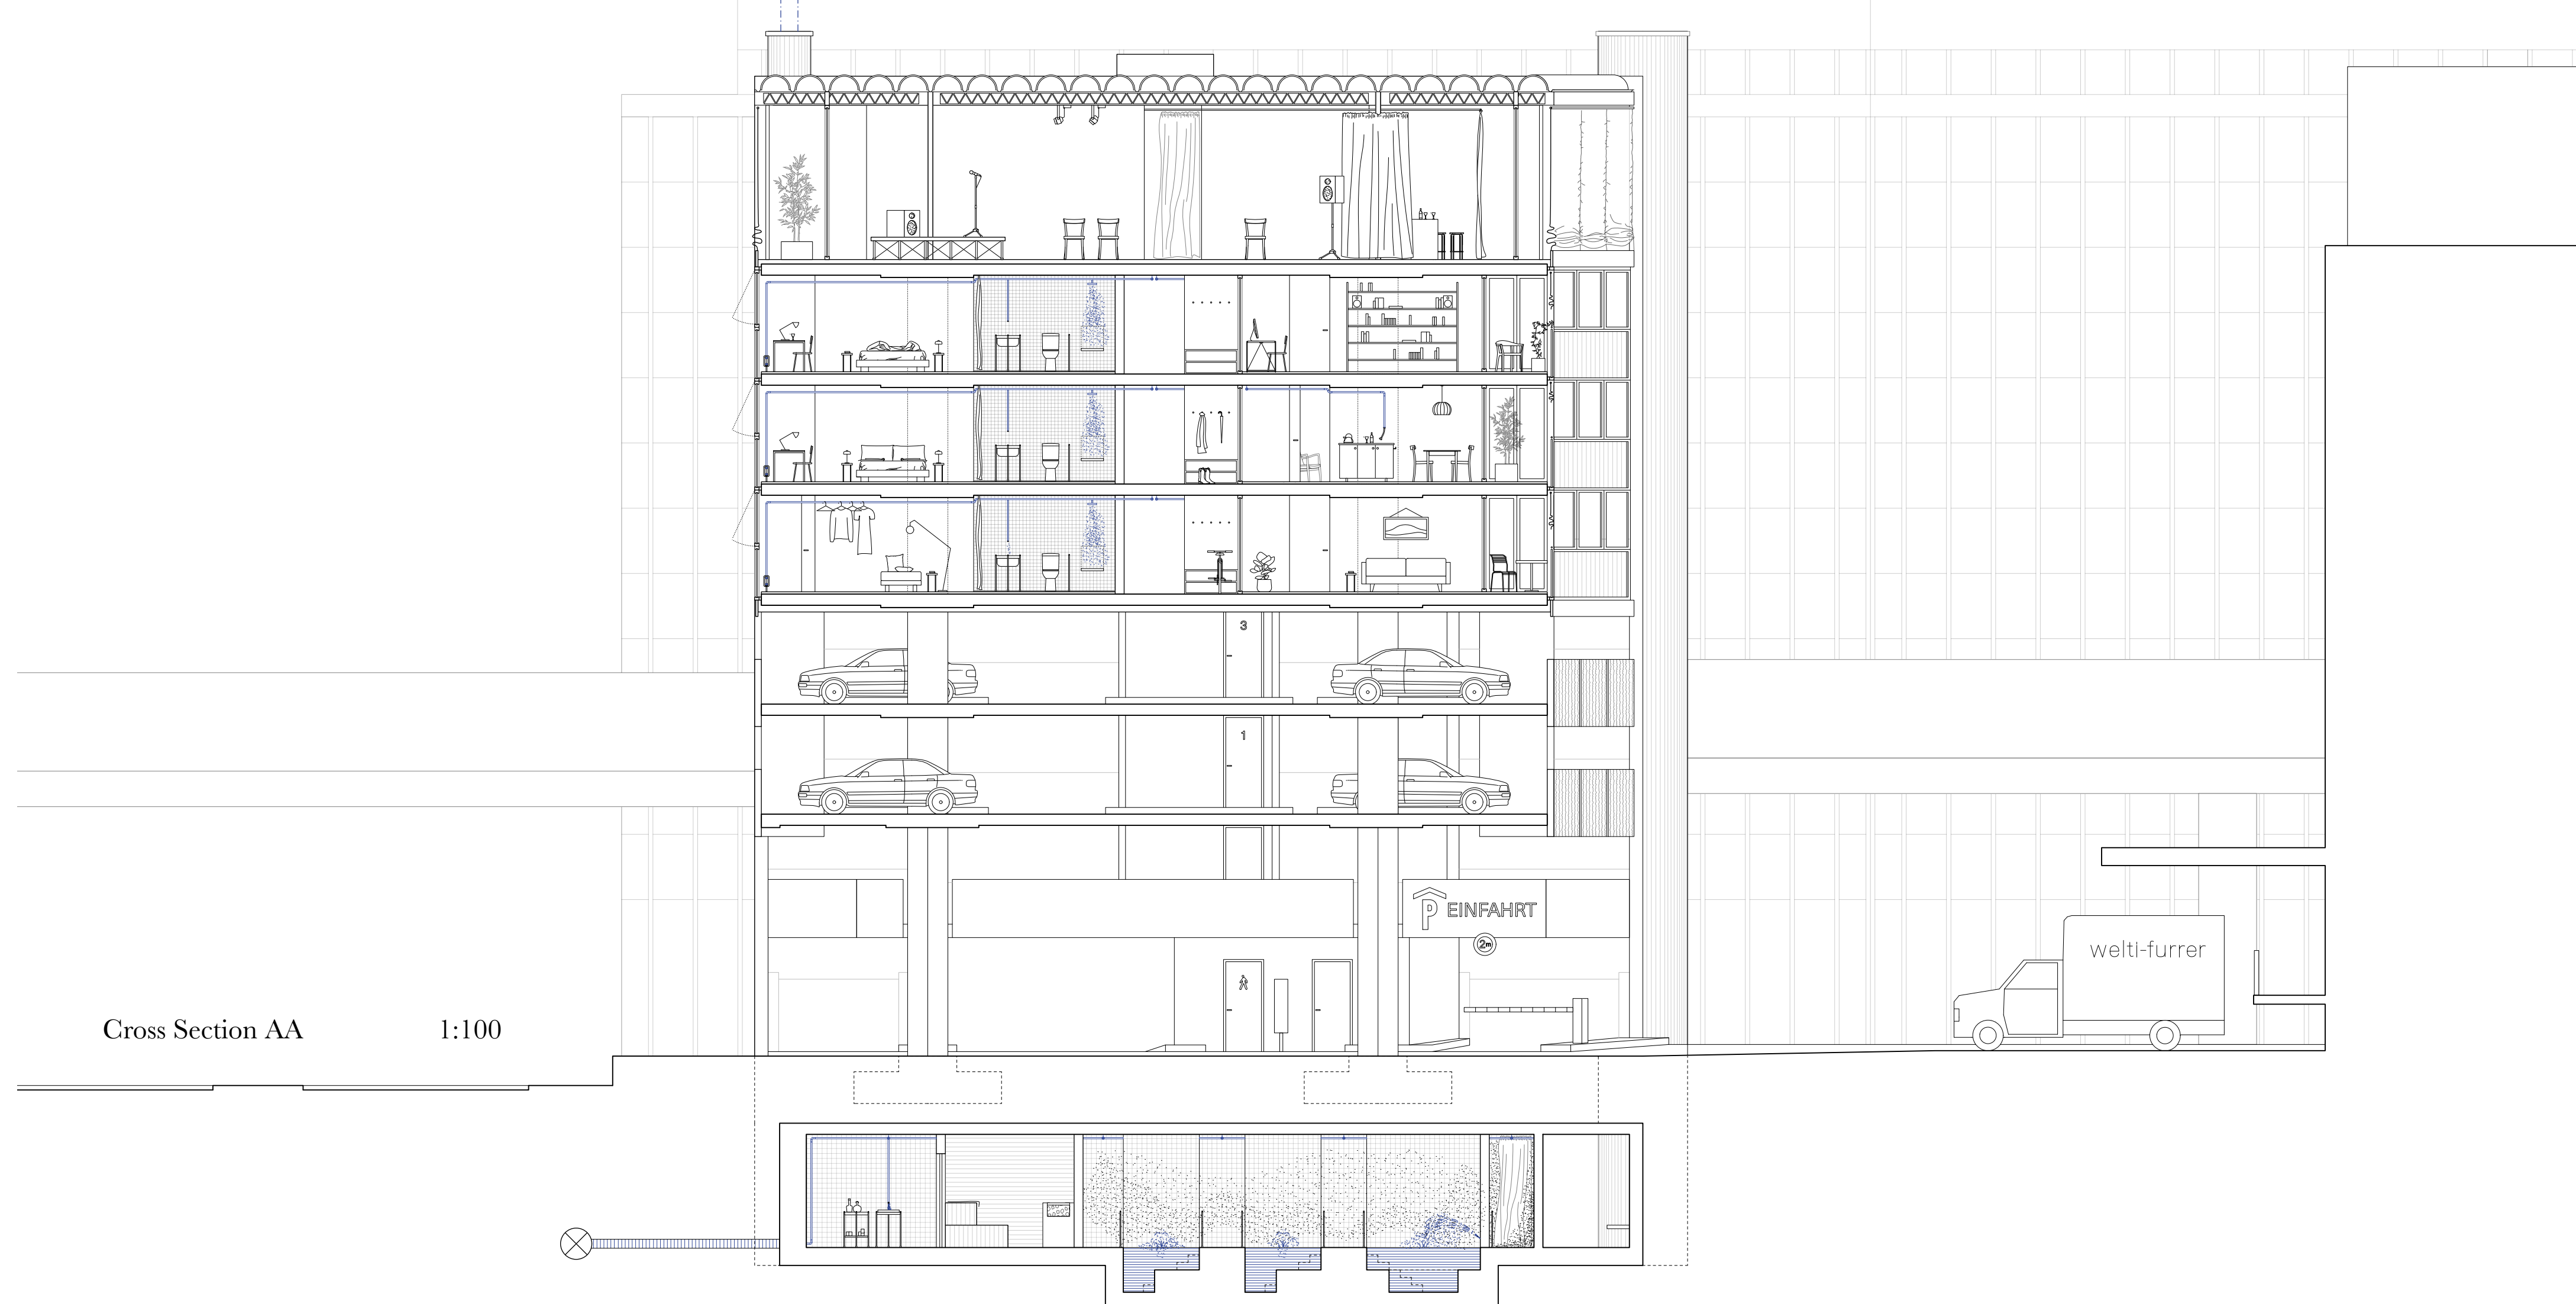 3
1
P EINFAHRT
2m
welti-furrer
Cross Section AA 1:100